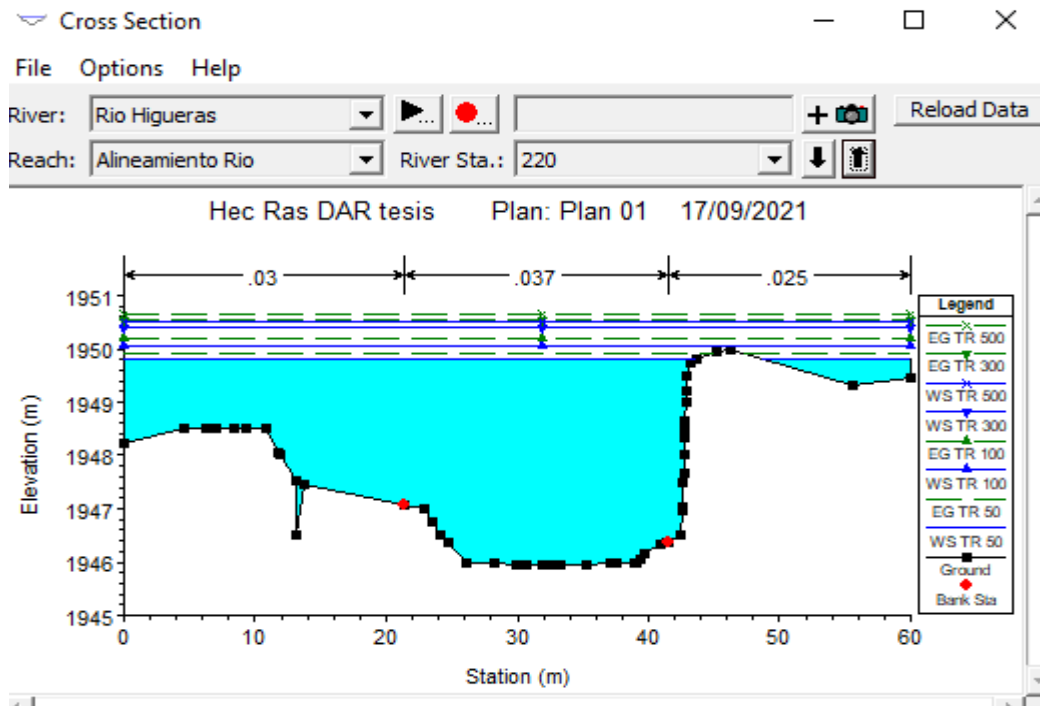 Cross Section
File Options Help
River: Rio Higueras ... ... + Reload Data
Reach: Alineamiento Rio River Sta.: 220
Hec Ras DAR tesis Plan: Plan 01 17/09/2021
.03 .037 .025
1951
1950
1949
1948
1947
1946
1945
Elevation (m)
0 10 20 30 40 50 60
Station (m)
Legend
EG TR 500
EG TR 300
WS TR 500
WS TR 300
EG TR 100
WS TR 100
EG TR 50
WS TR 50
Ground
Bank Sta